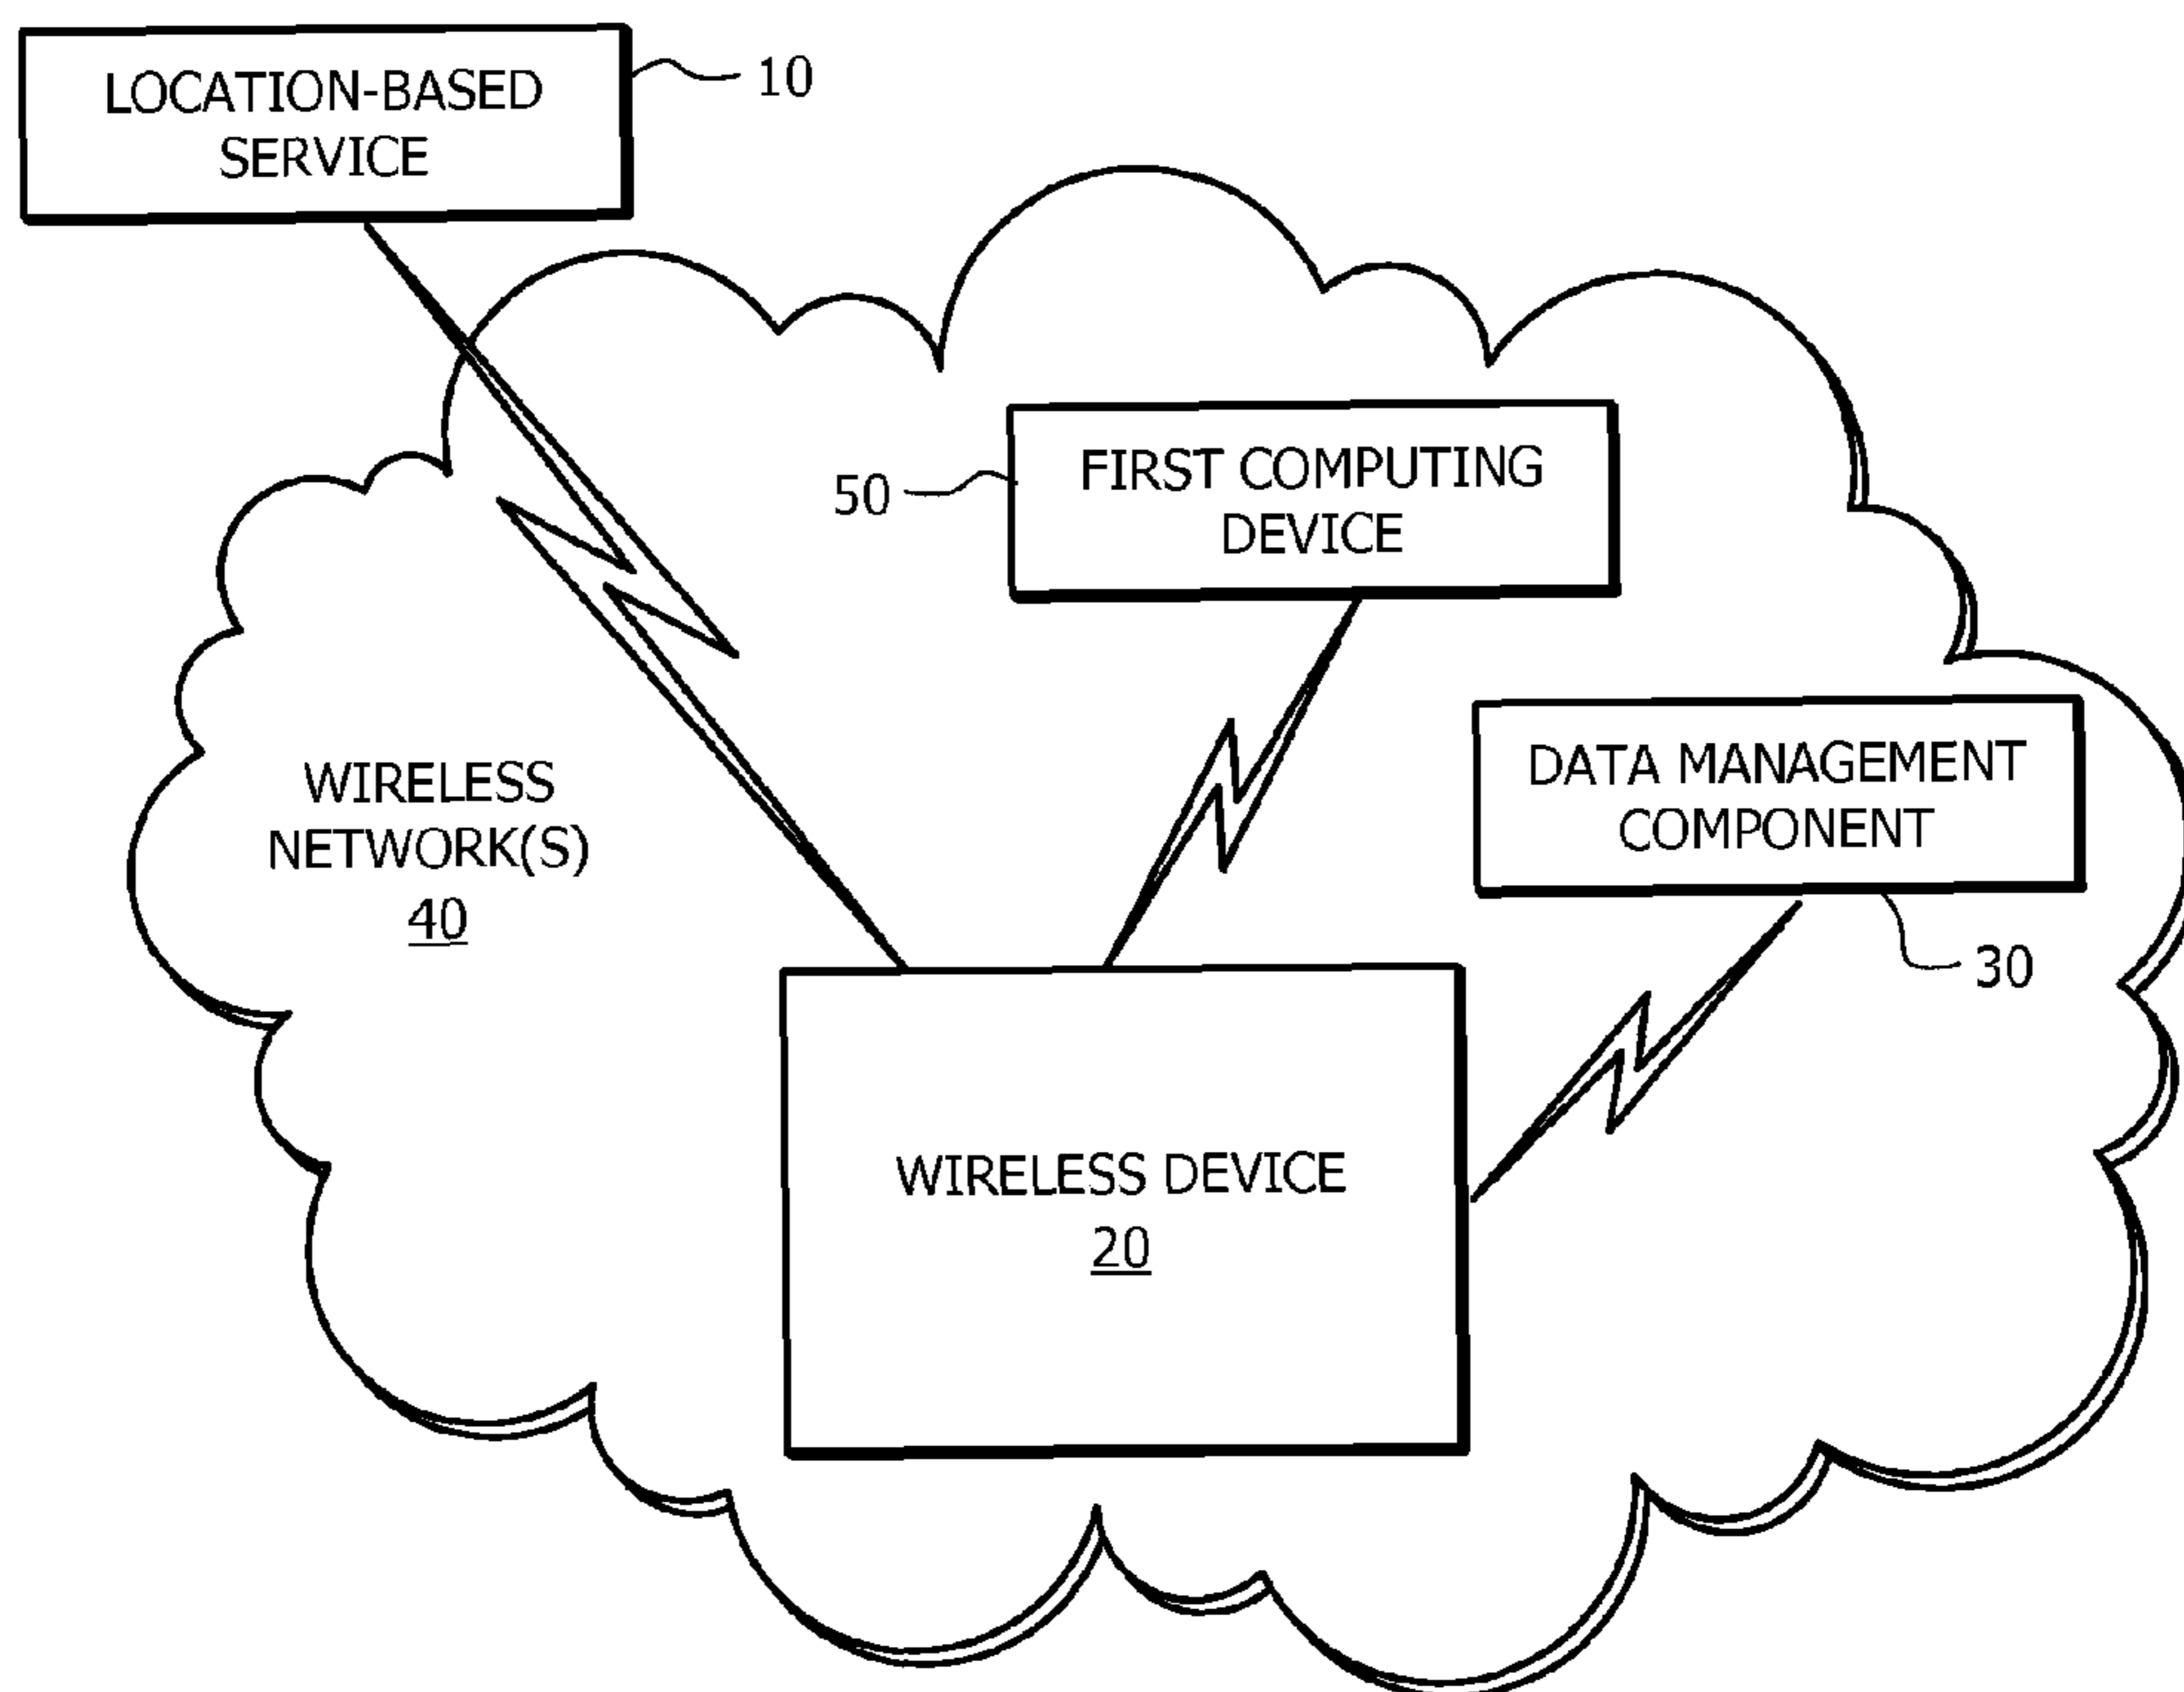 LOCATION-BASED
SERVICE
10
FIRST COMPUTING
DEVICE
50
DATA MANAGEMENT
COMPONENT
30
WIRELESS
NETWORK(S)
40
WIRELESS DEVICE
20